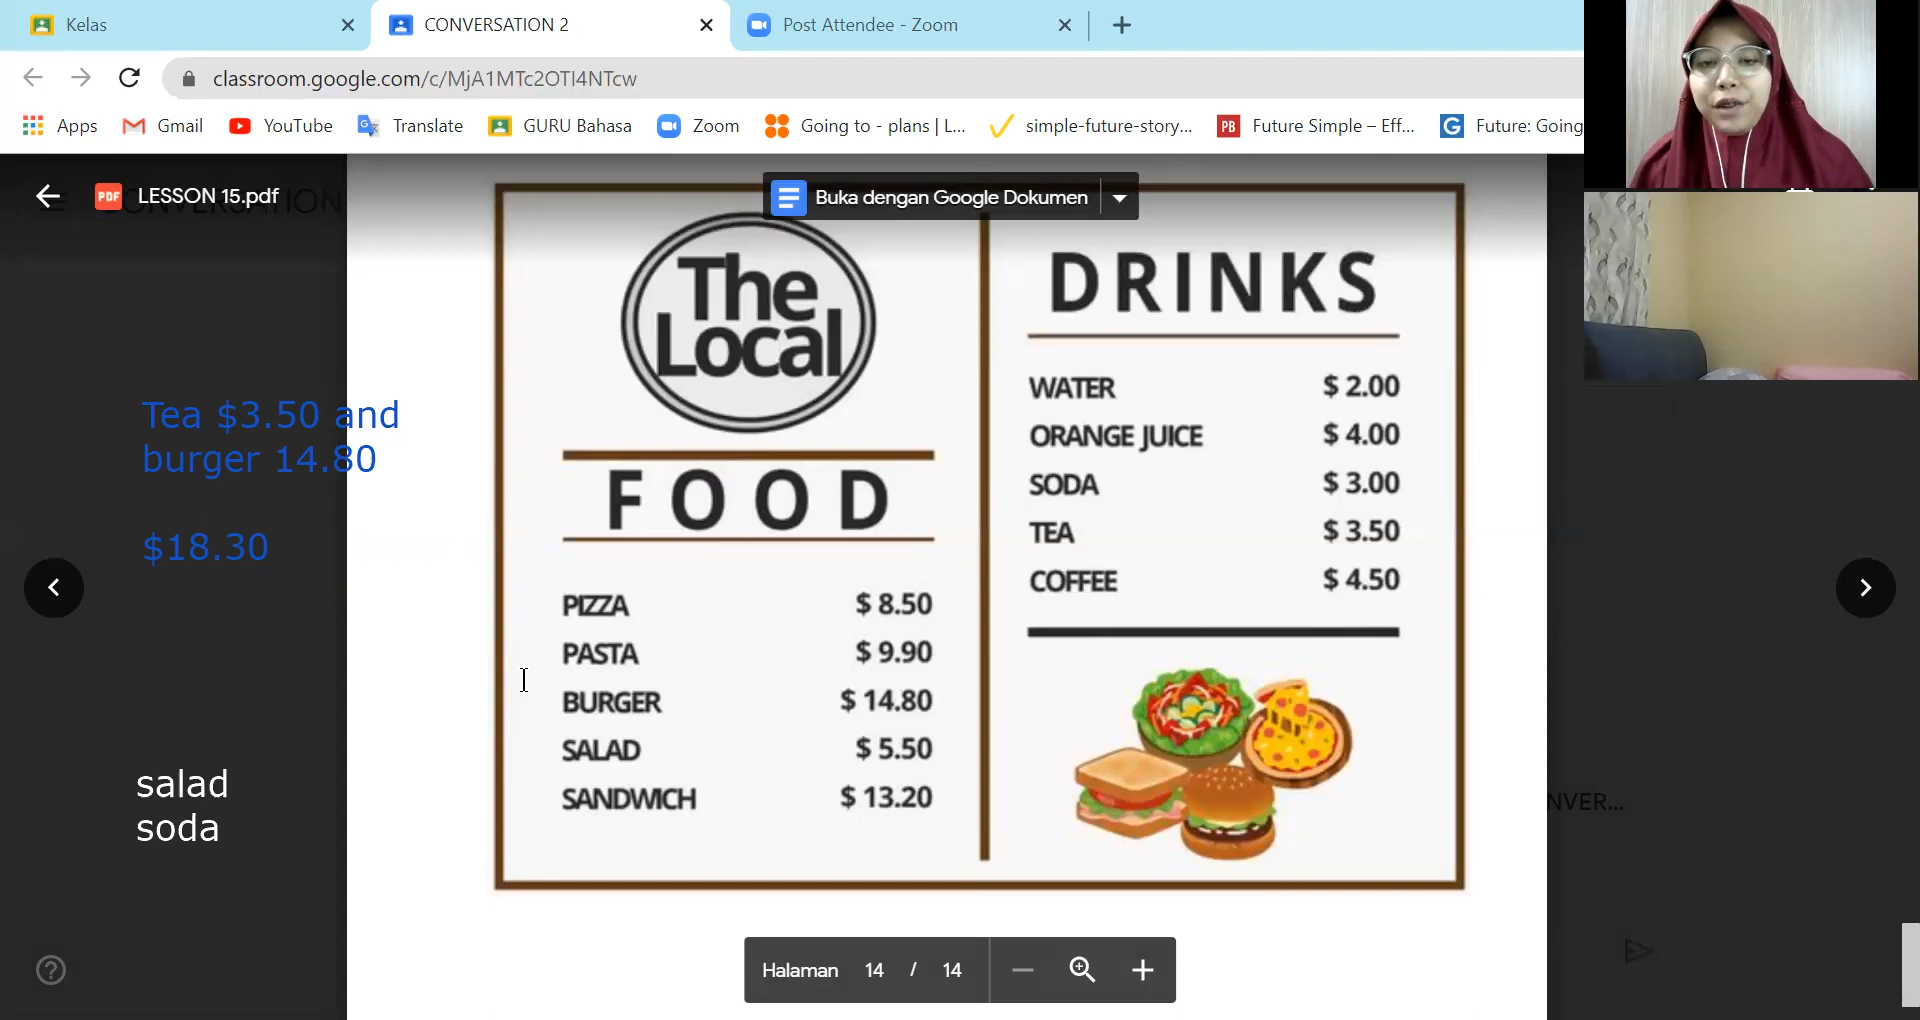 Kelas
CONVERSATION 2
Post Attendee - Zoom
classroom.google.com/c/MjA1MTc2OTI4NTcw
Apps
Gmail
YouTube
Translate
GURU Bahasa
Zoom
Going to - plans | L...
simple-future-story...
Future Simple – Eff...
Future: Going
PDF
LESSON 15.pdf
Buka dengan Google Dokumen
The
Local
FOOD
PIZZA $ 8.50
PASTA $ 9.90
BURGER $ 14.80
SALAD $ 5.50
SANDWICH $ 13.20
DRINKS
WATER $ 2.00
ORANGE JUICE $ 4.00
SODA $ 3.00
TEA $ 3.50
COFFEE $ 4.50
Tea $3.50 and
burger 14.80
$18.30
salad
soda
NVER...
Halaman 14 / 14